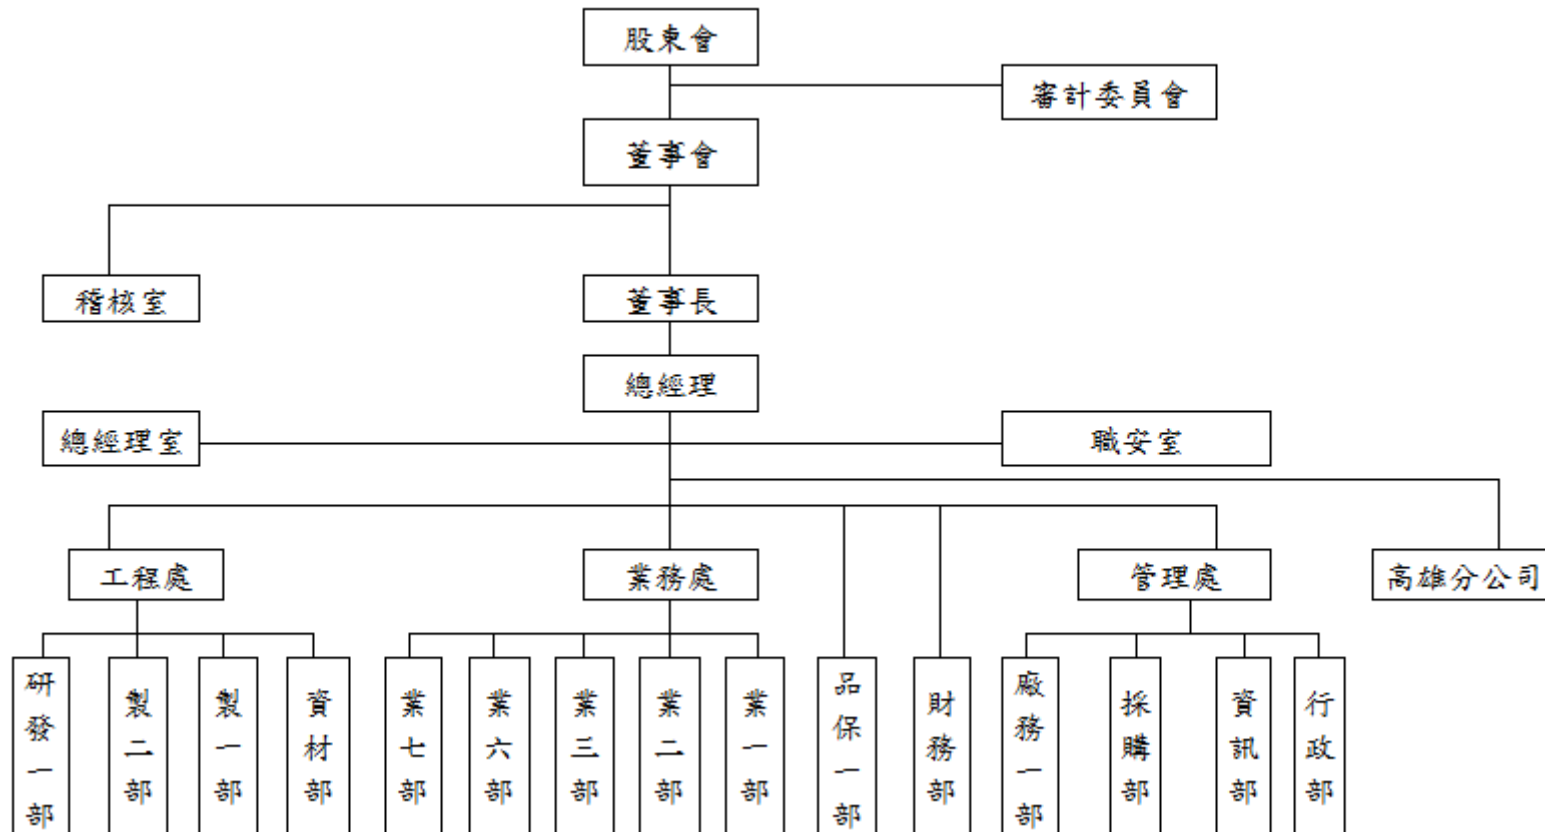 股東會
審計委員會
董事會
稽核室
董事長
總經理
總經理室
職安室
工程處
業務處
管理處
高雄分公司
研發一部
製二部
製一部
資材部
業七部
業六部
業三部
業二部
業一部
品保一部
財務部
廠務一部
採購部
資訊部
行政部